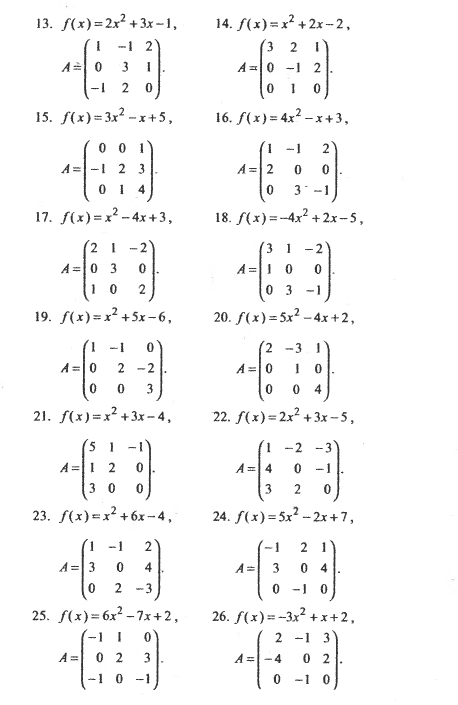 13. f(x)=2x²+3x−1,
A=(1 −1 2
0 3 1
−1 2 0).
14. f(x)=x²+2x−2,
A=(3 2 1
0 −1 2
0 1 0).
15. f(x)=3x²−x+5,
A=(0 0 1
−1 2 3
0 1 4).
16. f(x)=4x²−x+3,
A=(1 −1 2
2 0 0
0 3 −1).
17. f(x)=x²−4x+3,
A=(2 1 −2
0 3 0
1 0 2).
18. f(x)=−4x²+2x−5,
A=(3 1 −2
1 0 0
0 3 −1).
19. f(x)=x²+5x−6,
A=(1 −1 0
0 2 −2
0 0 3).
20. f(x)=5x²−4x+2,
A=(2 −3 1
0 1 0
0 0 4).
21. f(x)=x²+3x−4,
A=(5 1 −1
1 2 0
3 0 0).
22. f(x)=2x²+3x−5,
A=(1 −2 −3
4 0 −1
3 2 0).
23. f(x)=x²+6x−4,
A=(1 −1 2
3 0 4
0 2 −3).
24. f(x)=5x²−2x+7,
A=(−1 2 1
3 0 4
0 −1 0).
25. f(x)=6x²−7x+2,
A=(−1 1 0
0 2 3
−1 0 −1).
26. f(x)=−3x²+x+2,
A=(2 −1 3
−4 0 2
0 −1 0).